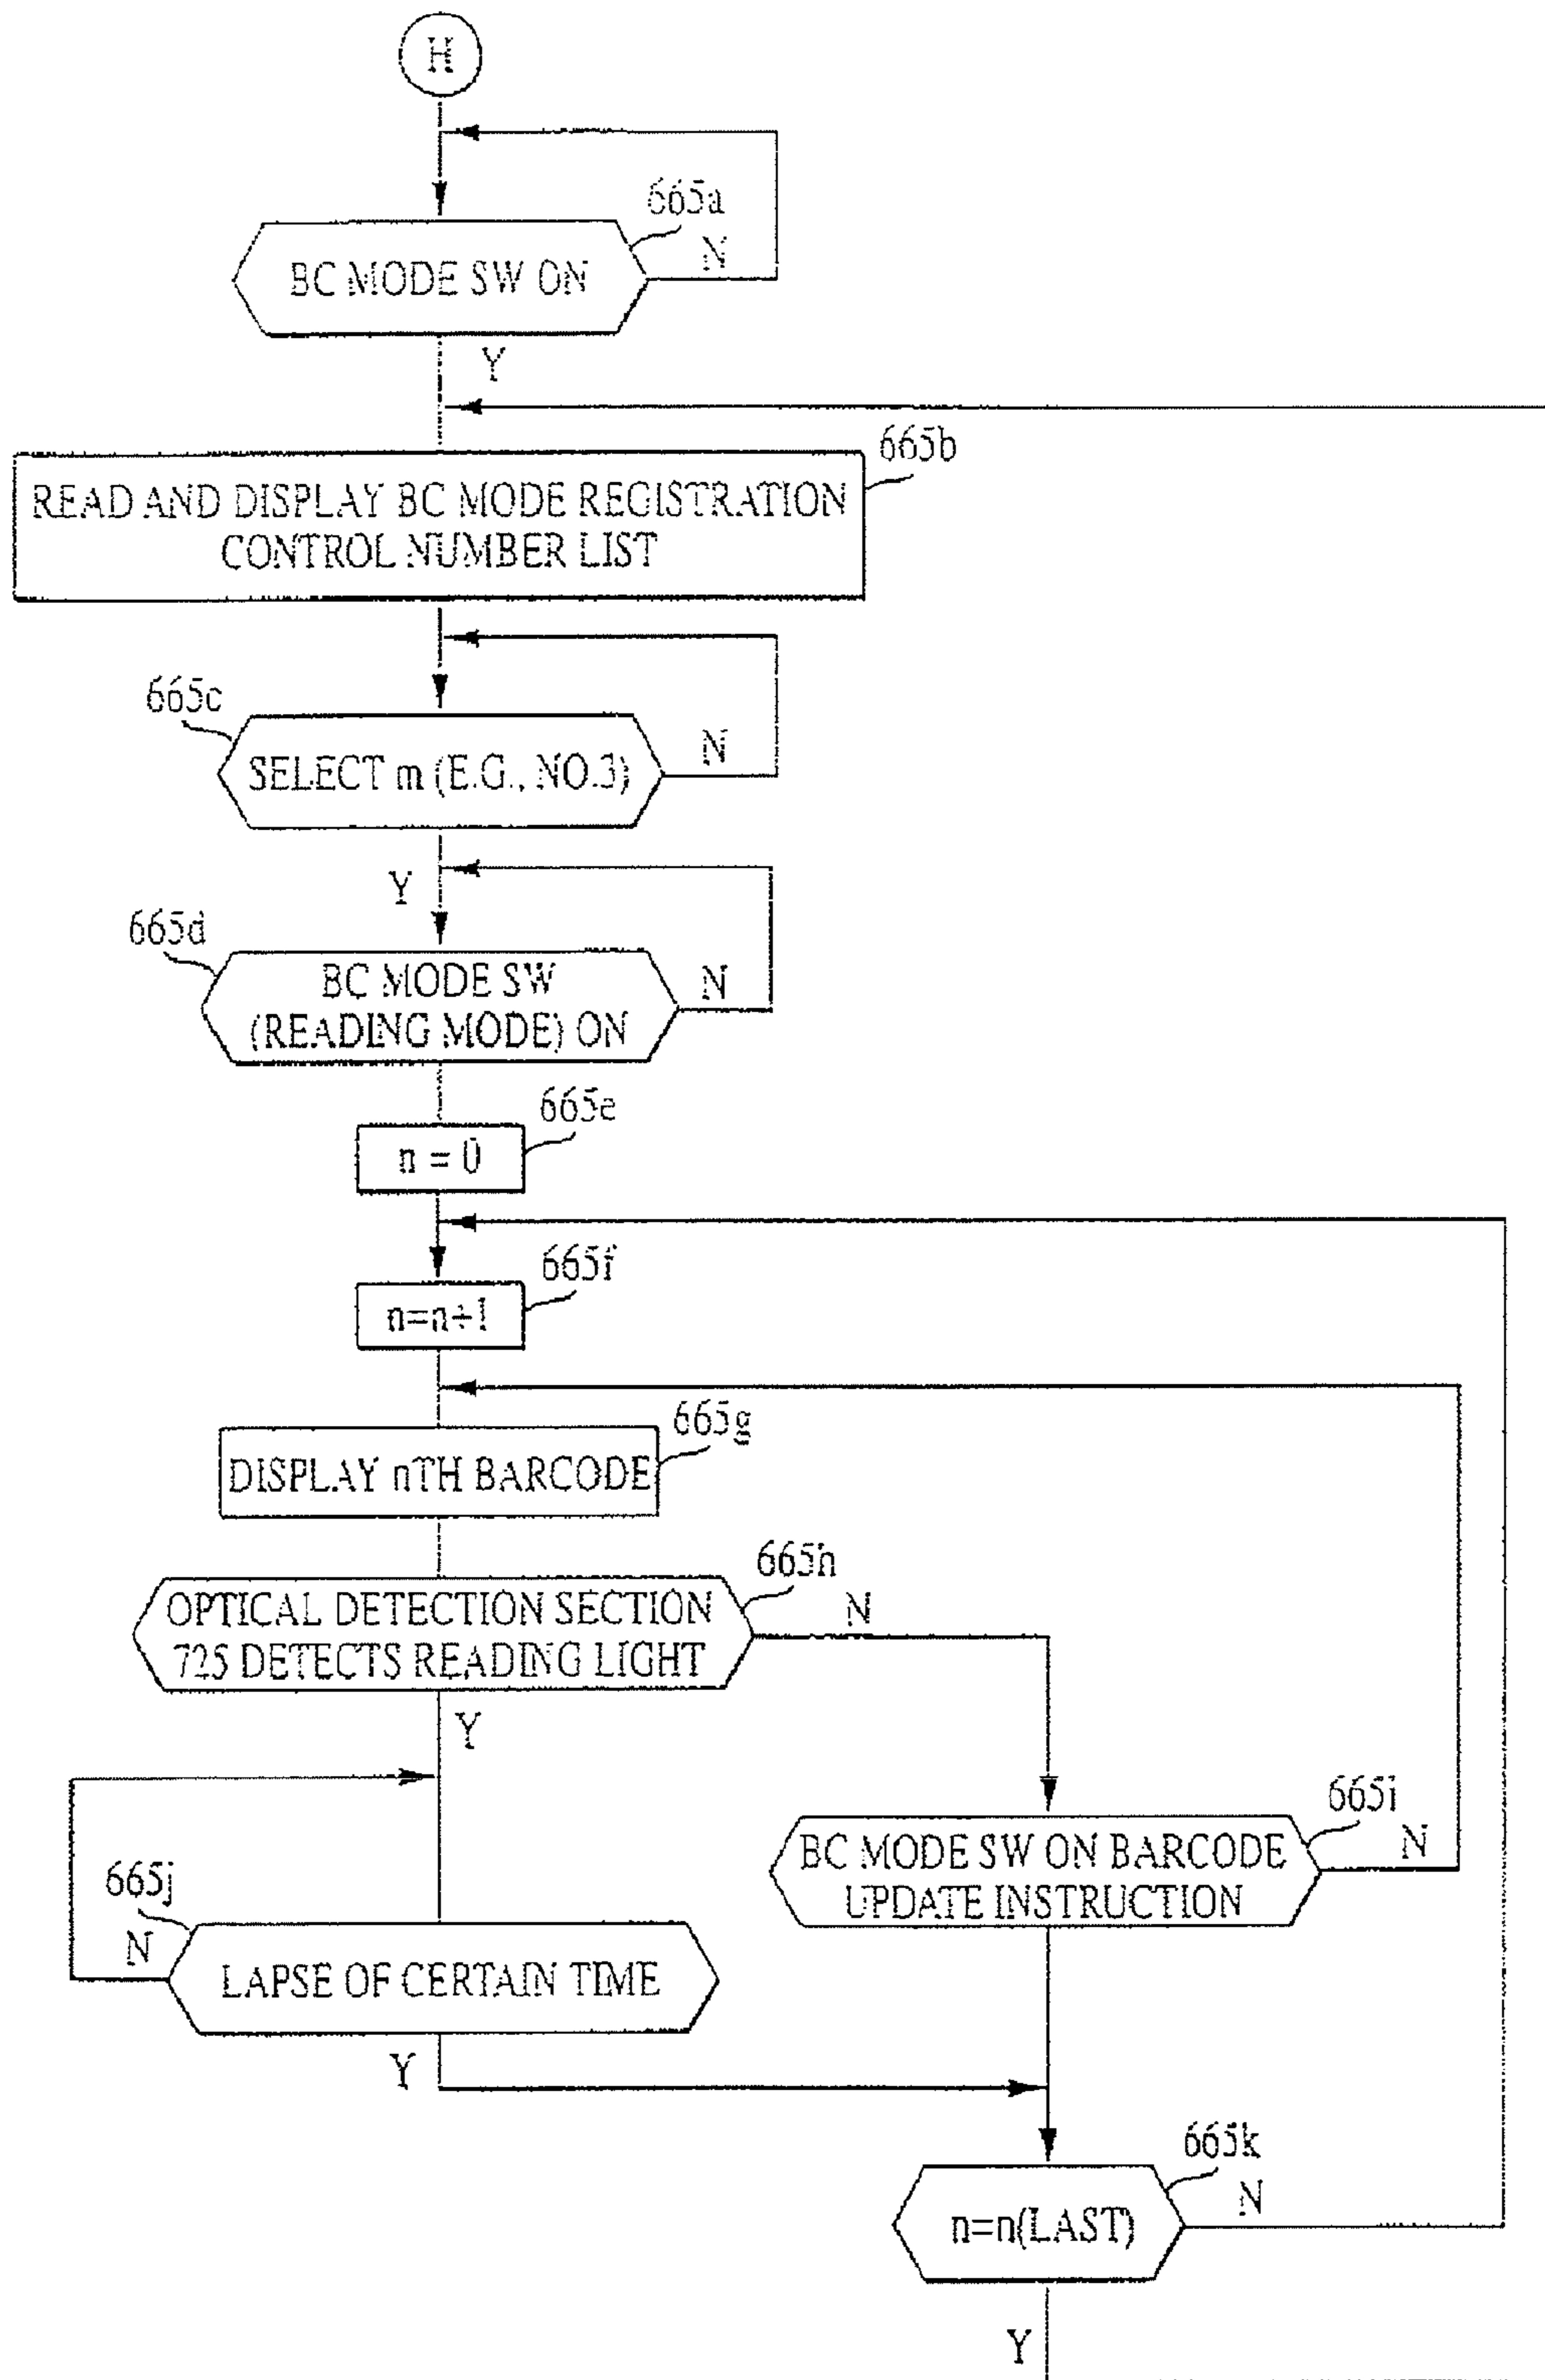 H
665a
BC MODE SW ON
N
Y
665b
READ AND DISPLAY BC MODE REGISTRATION
CONTROL NUMBER LIST
665c
SELECT m (E.G., NO.3)
N
Y
665d
BC MODE SW
(READING MODE) ON
N
665e
n = 0
665f
n=n+1
665g
DISPLAY nTH BARCODE
665h
OPTICAL DETECTION SECTION
725 DETECTS READING LIGHT
N
Y
665i
BC MODE SW ON BARCODE
UPDATE INSTRUCTION
N
665j
N
LAPSE OF CERTAIN TIME
Y
665k
n=n(LAST)
N
Y